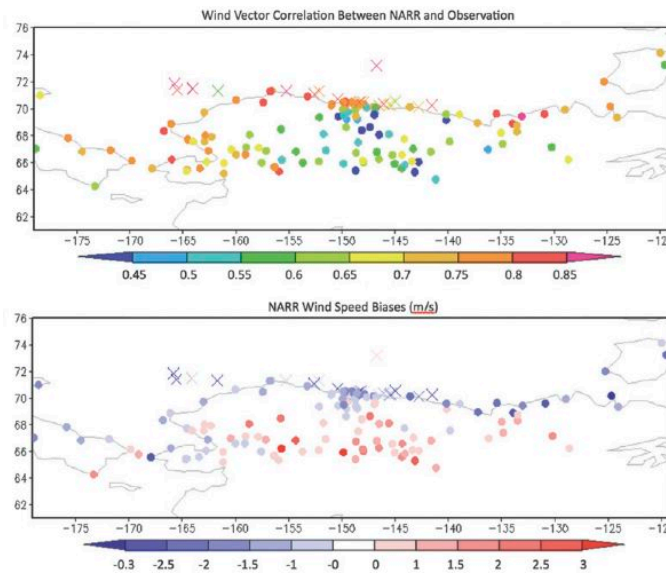 Wind Vector Correlation Between NARR and Observation
76
74
72
70
68
66
64
62
-175 -170 -165 -160 -155 -150 -145 -140 -135 -130 -125 -120
0.45 0.5 0.55 0.6 0.65 0.7 0.75 0.8 0.85
NARR Wind Speed Biases (m/s)
76
74
72
70
68
66
64
62
-175 -170 -165 -160 -155 -150 -145 -140 -135 -130 -125 -120
-0.3 -2.5 -2 -1.5 -1 0 0 1 1.5 2 2.5 3